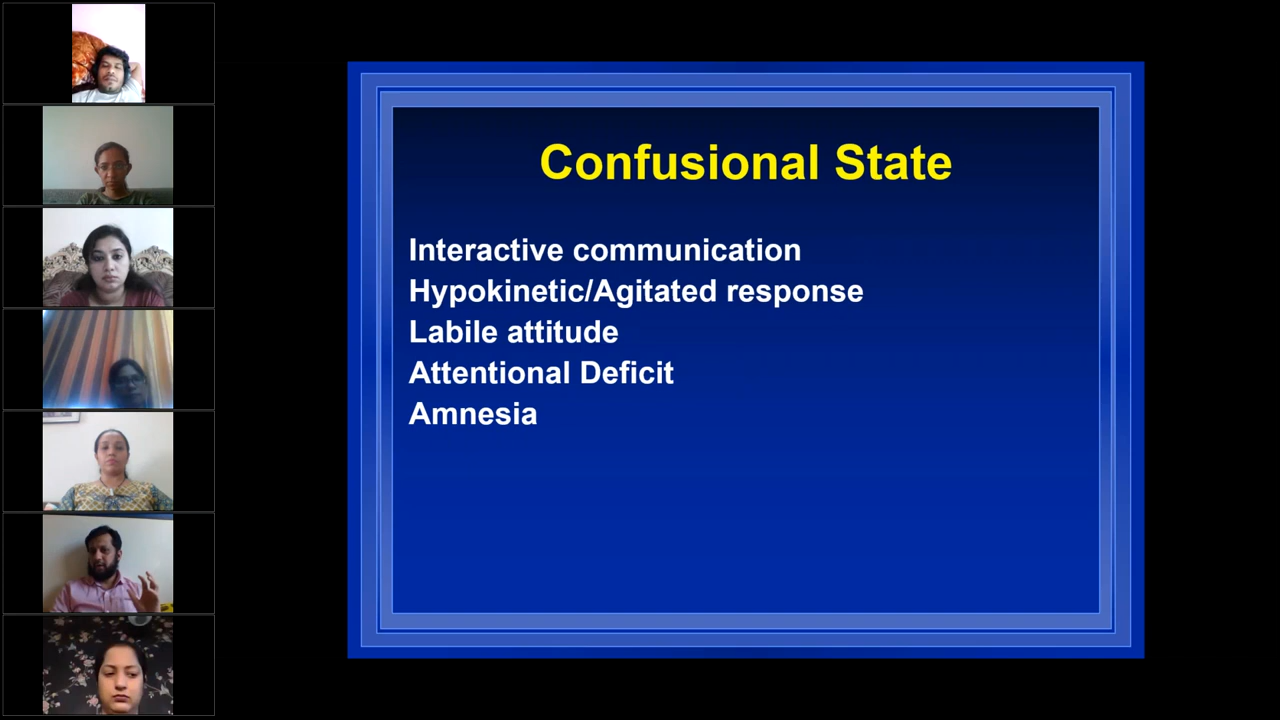 Confusional State
Interactive communication
Hypokinetic/Agitated response
Labile attitude
Attentional Deficit
Amnesia